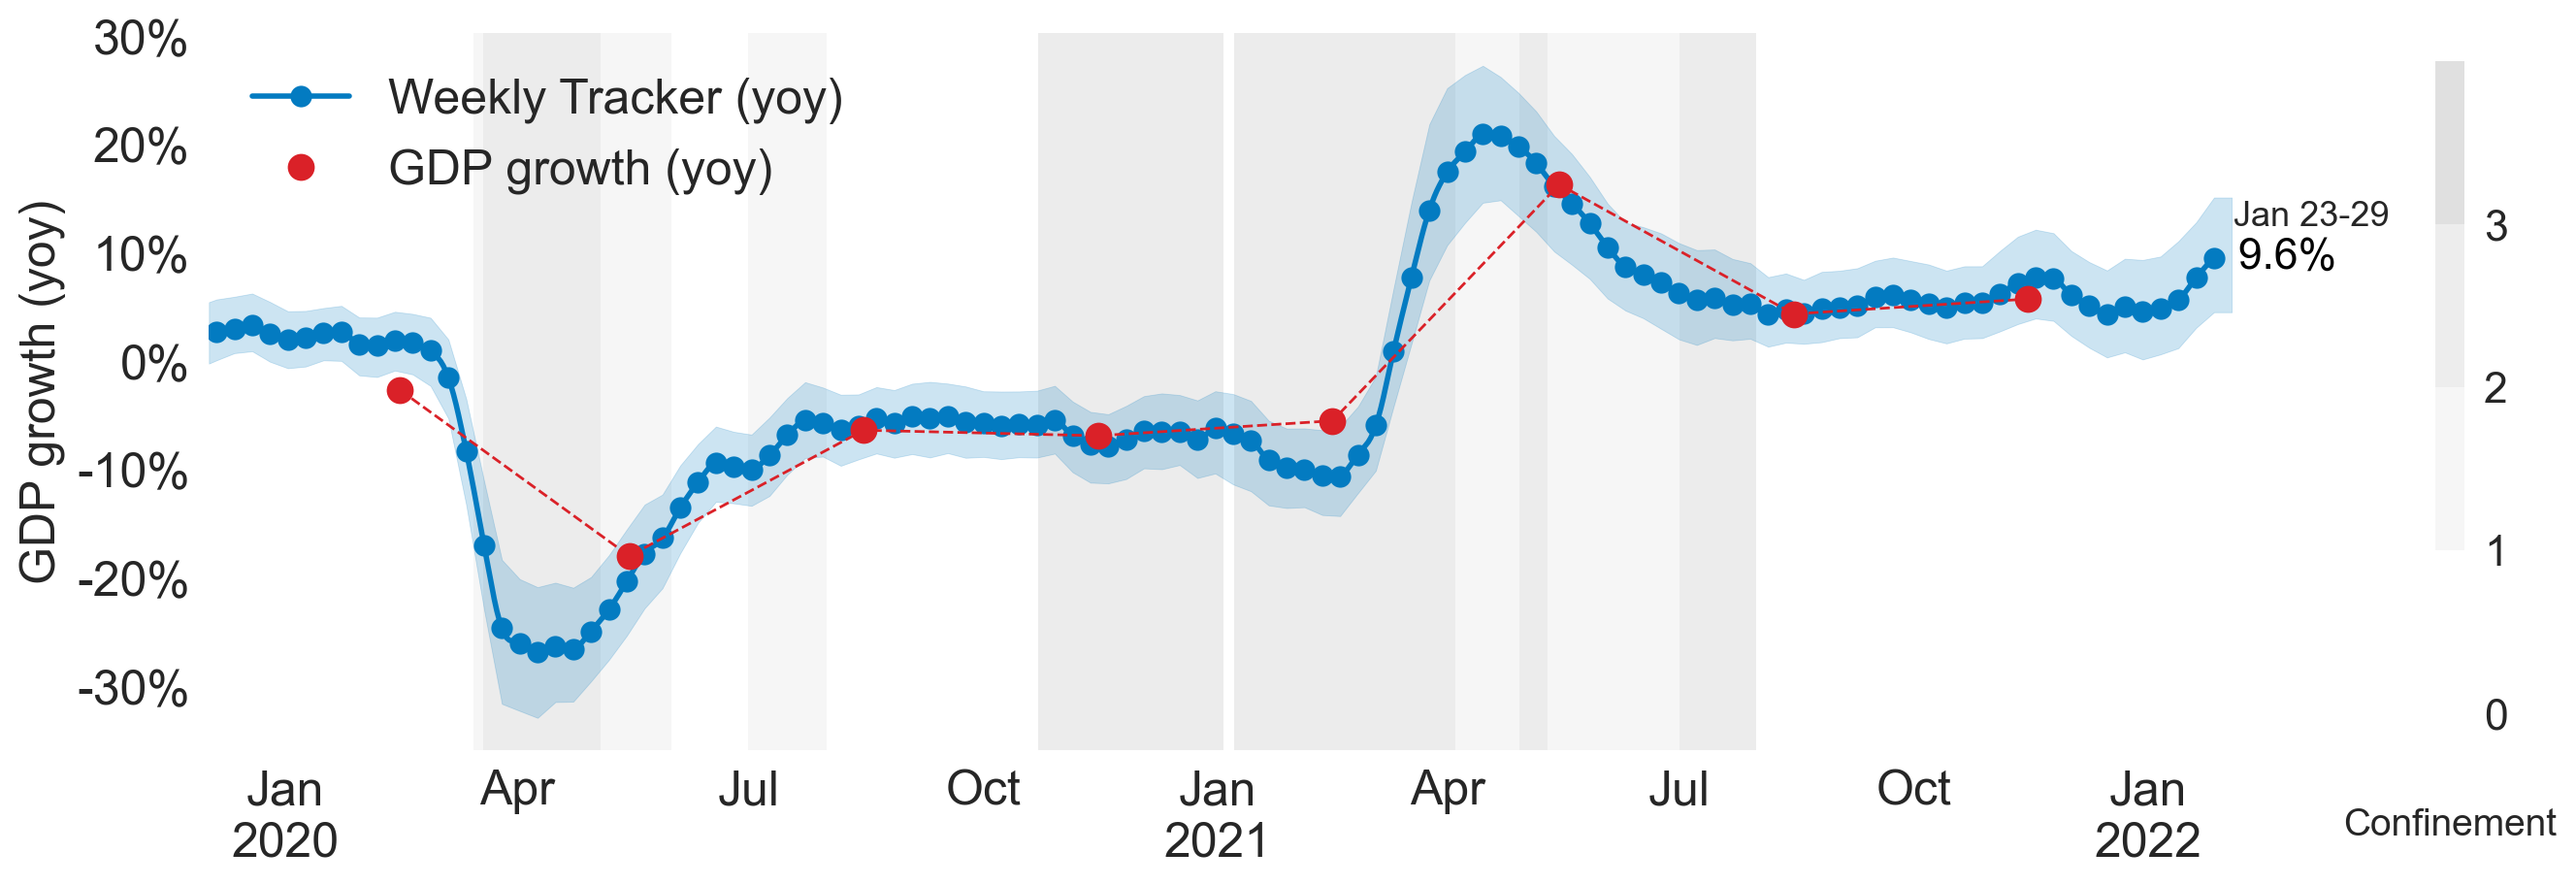 30%
20%
10%
0%
-10%
-20%
-30%
GDP growth (yoy)
Weekly Tracker (yoy)
GDP growth (yoy)
Jan 23-29
9.6%
3
2
1
0
Confinement
Jan Apr Jul Oct Jan Apr Jul Oct Jan
2020 2021 2022